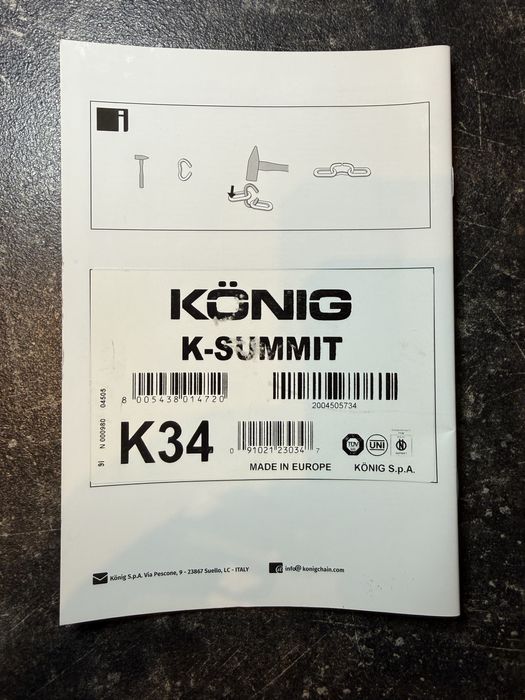 i
KÖNIG
K-SUMMIT
8 005438 014720
2004505734
N 000980 04505
K34
0 91021 23034 7
TÜV
UNI
MADE IN EUROPE
KÖNIG S.p.A.
König S.p.A. Via Pescone, 9 - 23867 Suello, LC - ITALY
info@konigchain.com